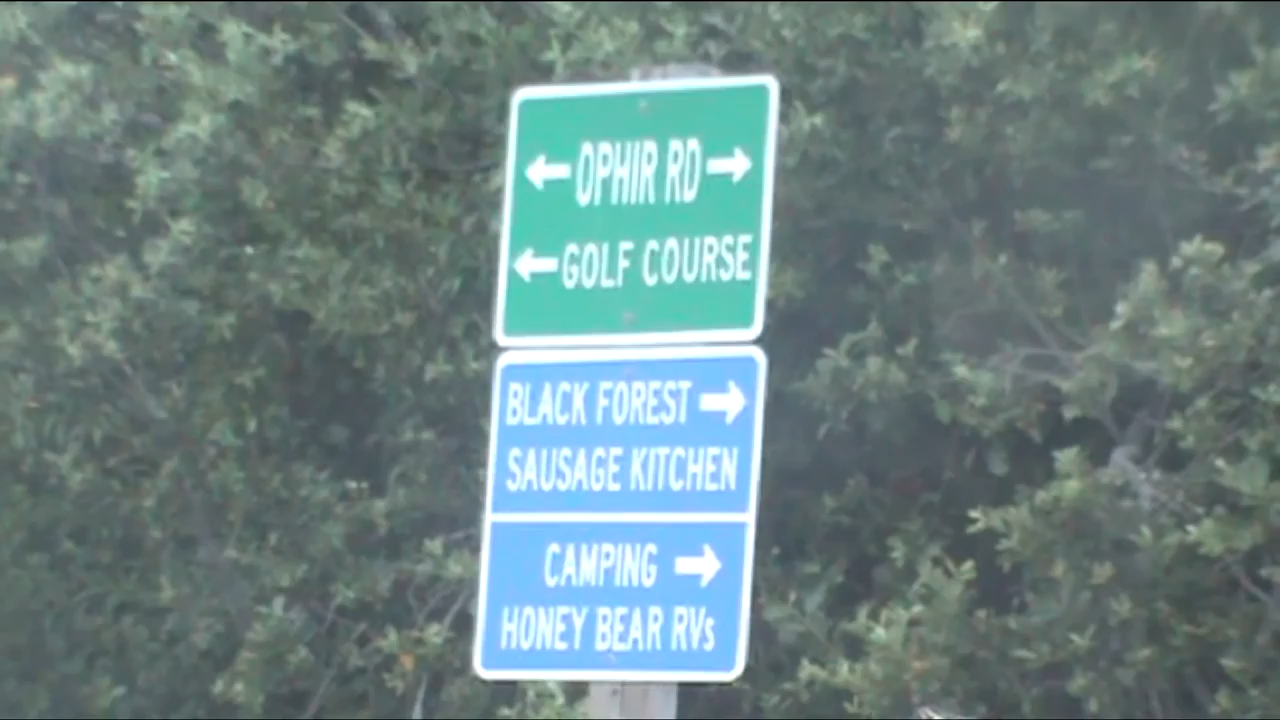 OPHIR RD
GOLF COURSE
BLACK FOREST
SAUSAGE KITCHEN
CAMPING
HONEY BEAR RVs